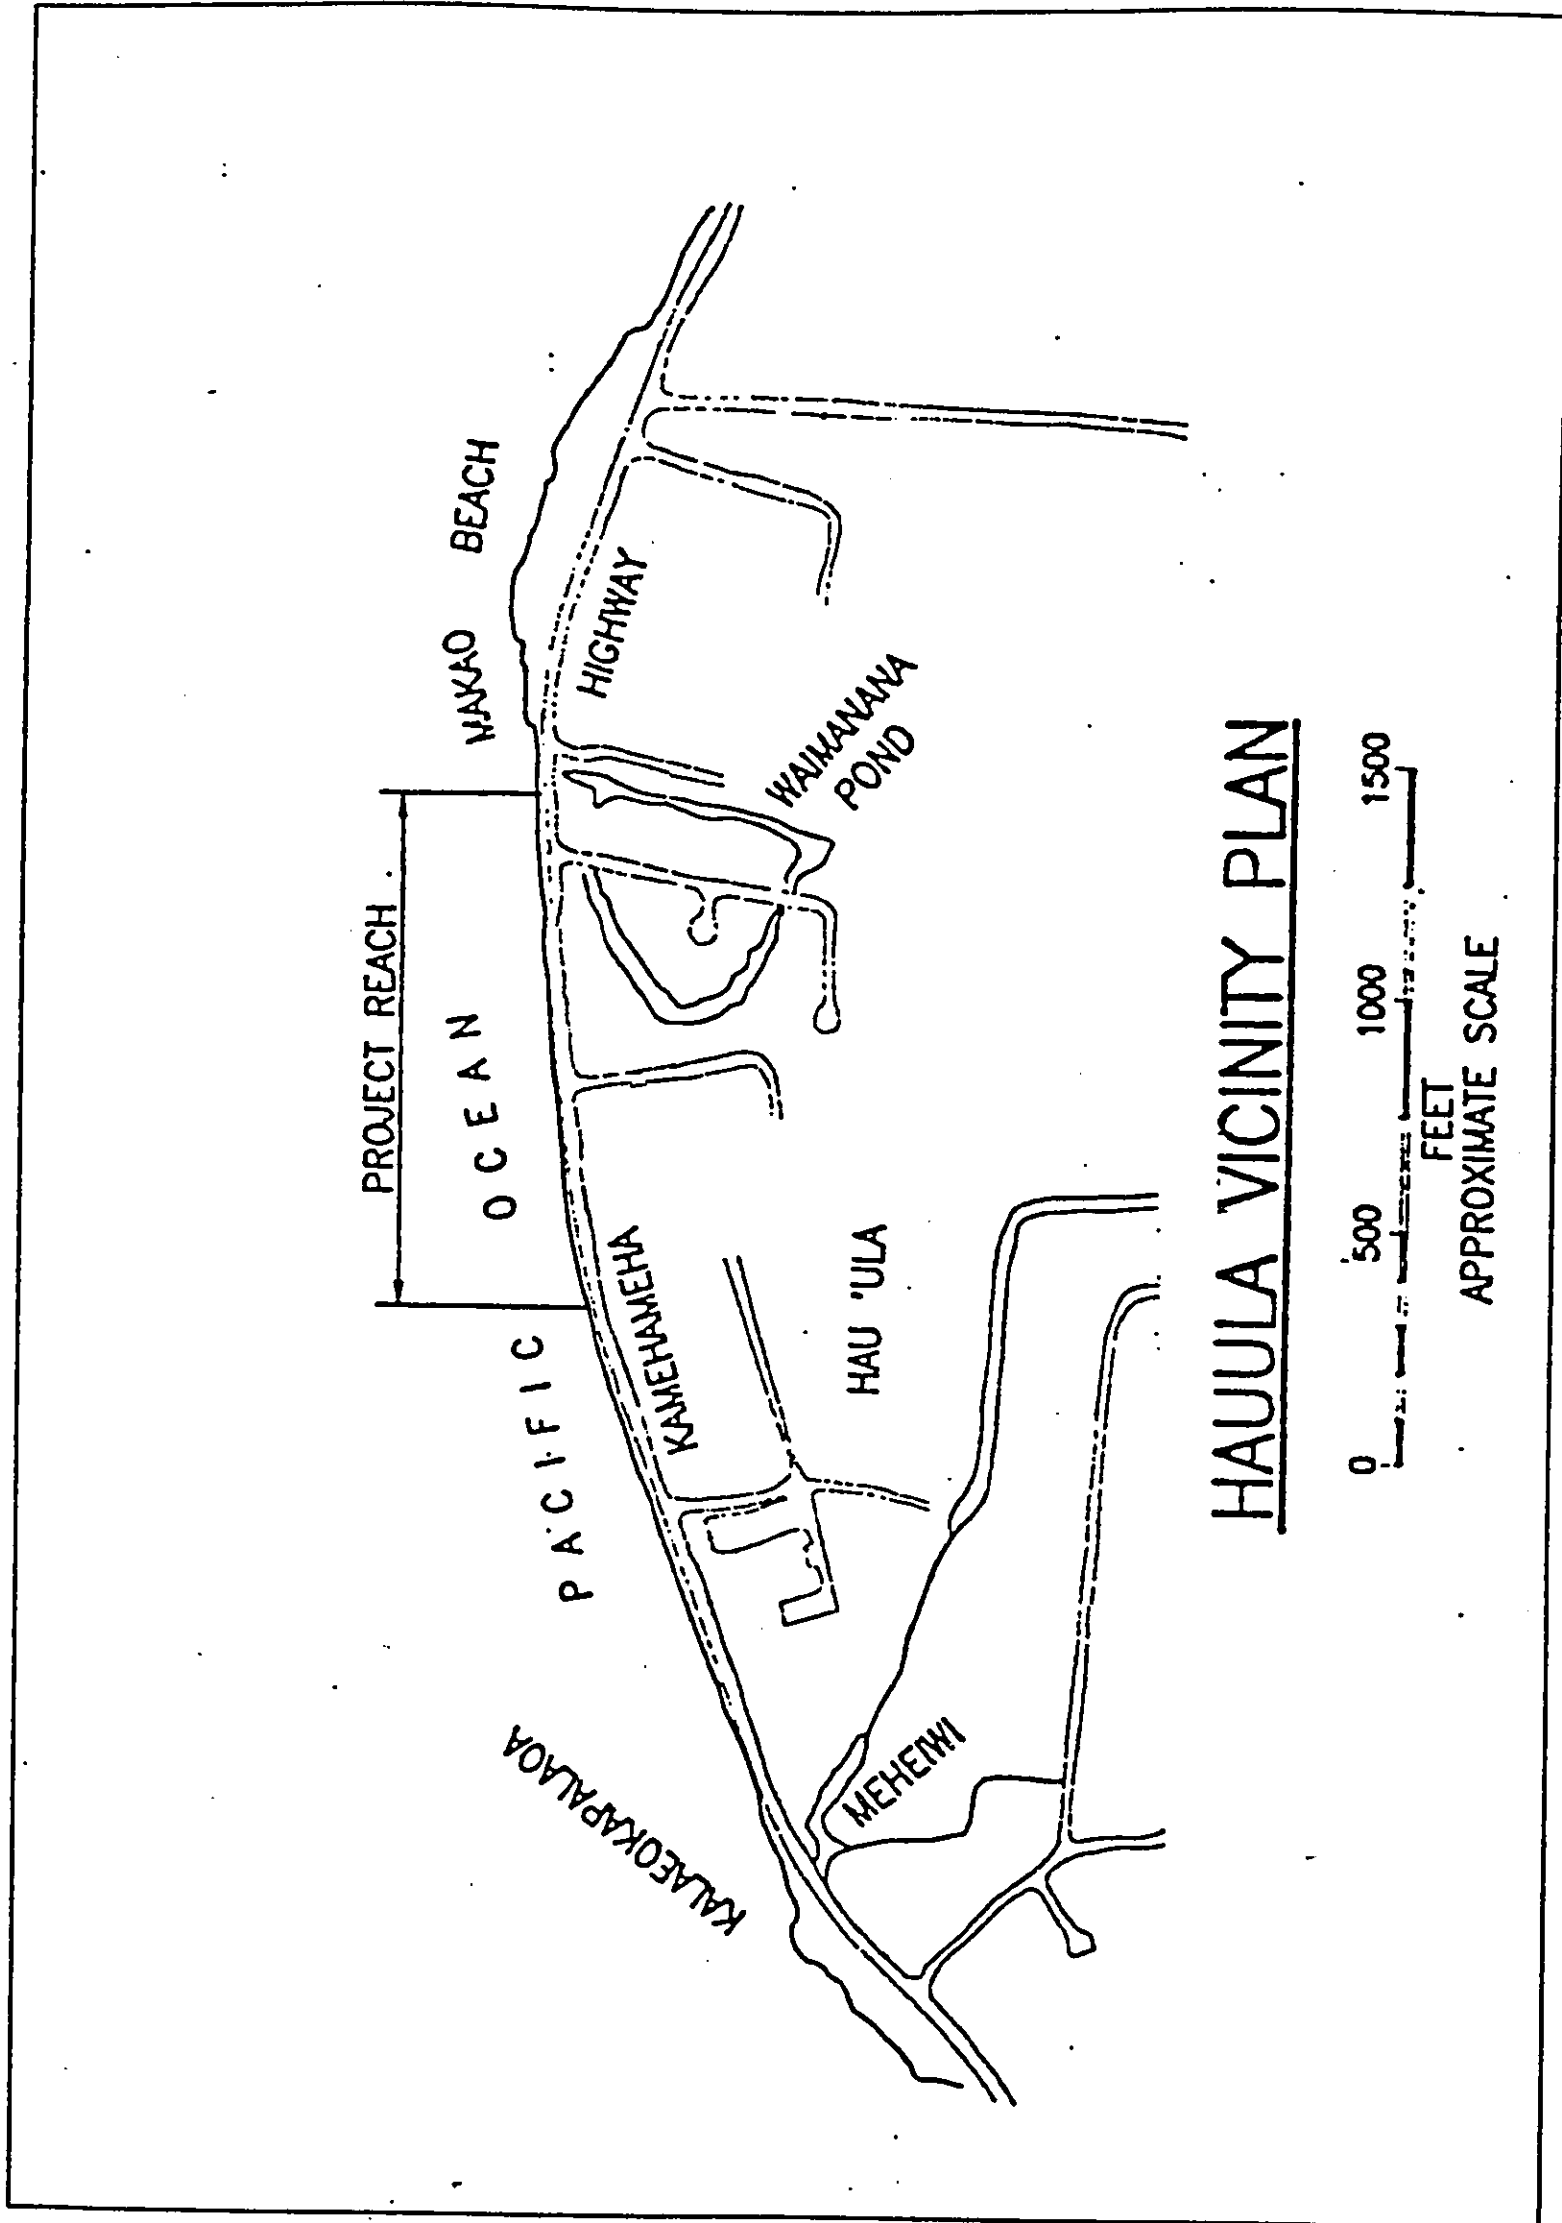 PROJECT REACH
PACIFIC OCEAN
KALAEOKAPALAOA
NAKAO BEACH
KAMEHAMEHA HIGHWAY
WAIMANANA
POND
HAU 'ULA
MEHEIWI
HAUULA VICINITY PLAN
0 500 1000 1500
FEET
APPROXIMATE SCALE